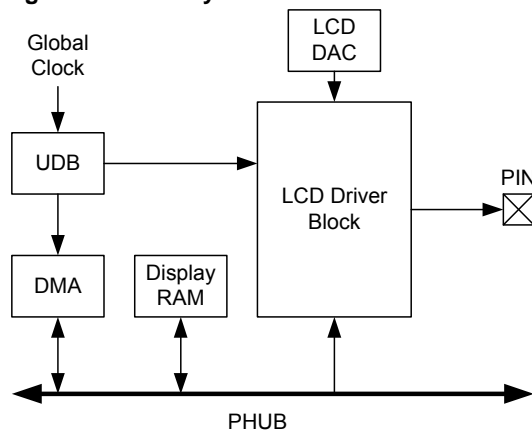 Global
Clock
LCD
DAC
UDB
LCD Driver
Block
PIN
DMA
Display
RAM
PHUB